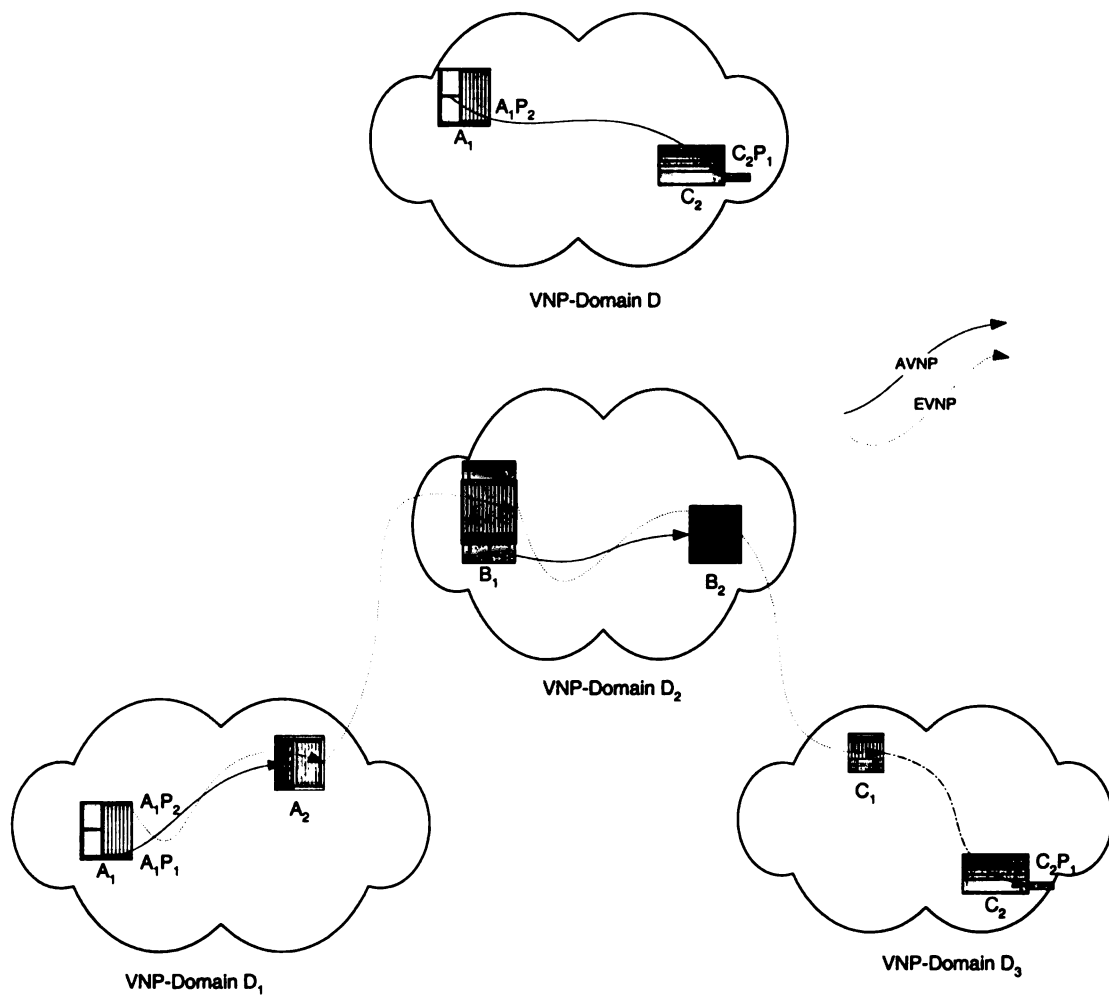 A₁P₂
A₁
C₂P₁
C₂
VNP-Domain D
AVNP
EVNP
B₁
B₂
VNP-Domain D₂
A₁P₂
A₂
A₁
A₁P₁
C₁
C₂P₁
C₂
VNP-Domain D₁
VNP-Domain D₃